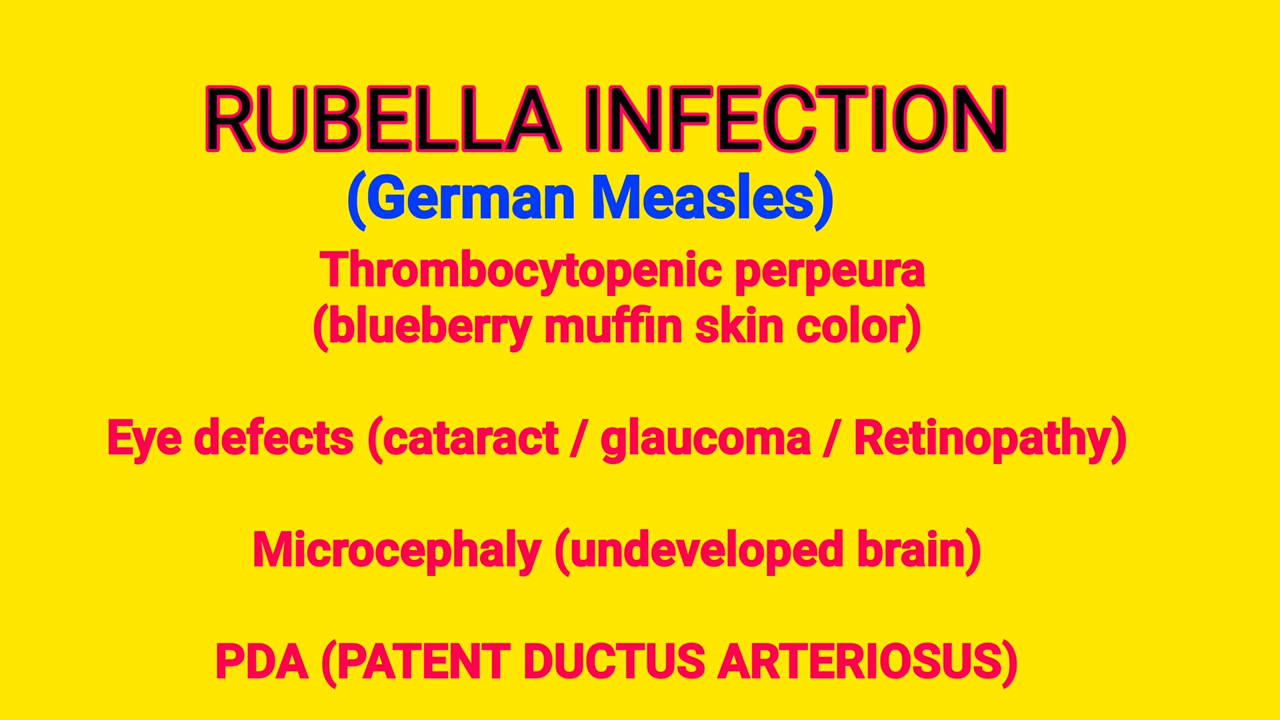 RUBELLA INFECTION
(German Measles)
Thrombocytopenic perpeura
(blueberry muffin skin color)
Eye defects (cataract / glaucoma / Retinopathy)
Microcephaly (undeveloped brain)
PDA (PATENT DUCTUS ARTERIOSUS)